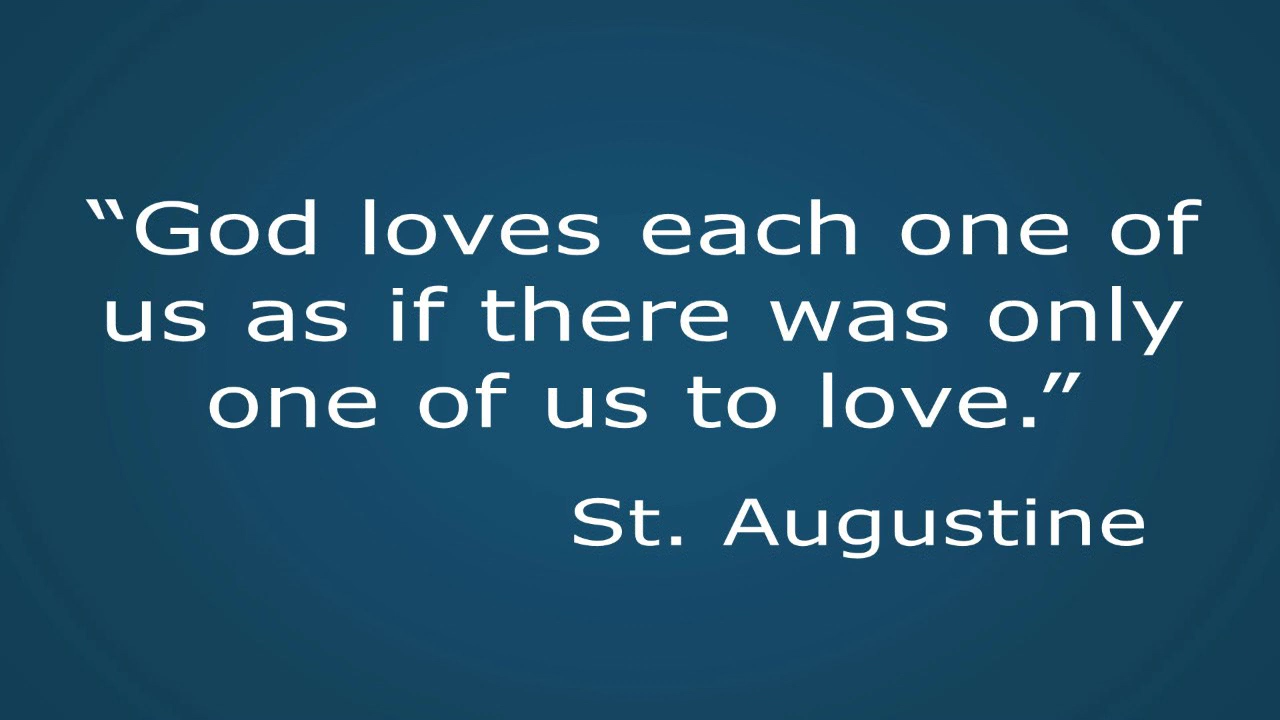 “God loves each one of
us as if there was only
one of us to love.”
St. Augustine